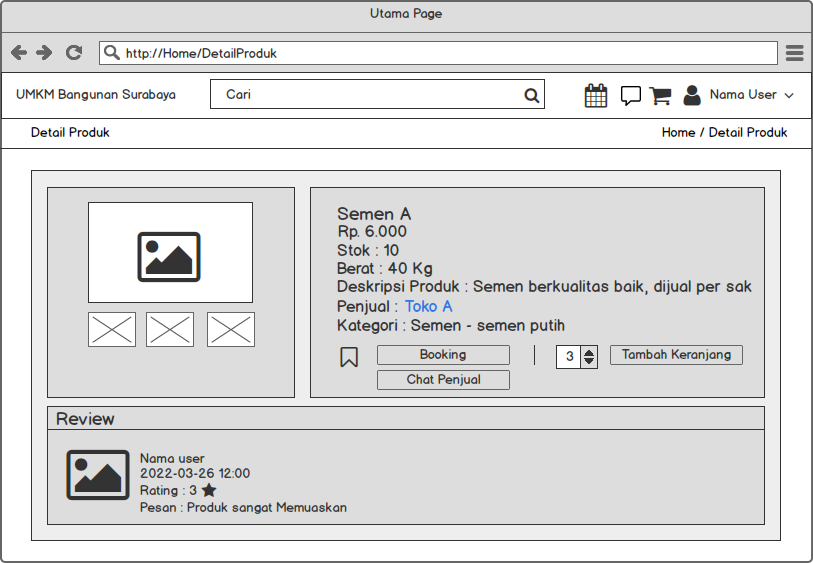 Utama Page
http://Home/DetailProduk
UMKM Bangunan Surabaya
Cari
Nama User
Detail Produk
Home / Detail Produk
Semen A
Rp. 6.000
Stok : 10
Berat : 40 Kg
Deskripsi Produk : Semen berkualitas baik, dijual per sak
Penjual : Toko A
Kategori : Semen - semen putih
Booking
3
Tambah Keranjang
Chat Penjual
Review
Nama user
2022-03-26 12:00
Rating : 3
Pesan : Produk sangat Memuaskan